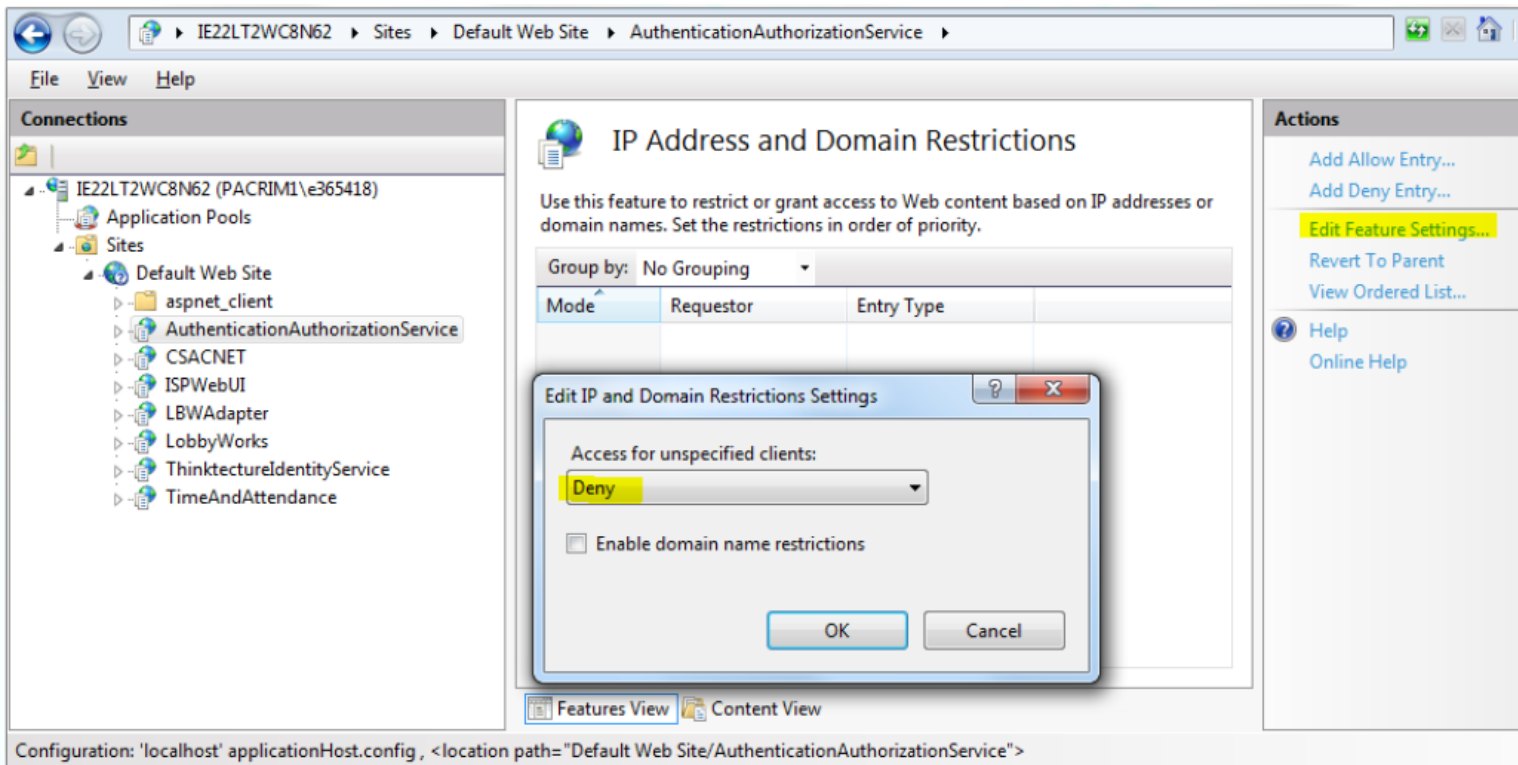 IE22LT2WC8N62 ▸ Sites ▸ Default Web Site ▸ AuthenticationAuthorizationService ▸
File View Help
Connections
IE22LT2WC8N62 (PACRIM1\e365418)
Application Pools
Sites
Default Web Site
aspnet_client
AuthenticationAuthorizationService
CSACNET
ISPWebUI
LBWAdapter
LobbyWorks
ThinktectureIdentityService
TimeAndAttendance
IP Address and Domain Restrictions
Use this feature to restrict or grant access to Web content based on IP addresses or
domain names. Set the restrictions in order of priority.
Group by: No Grouping
Mode Requestor Entry Type
Edit IP and Domain Restrictions Settings
Access for unspecified clients:
Deny
Enable domain name restrictions
OK Cancel
Features View Content View
Actions
Add Allow Entry...
Add Deny Entry...
Edit Feature Settings...
Revert To Parent
View Ordered List...
Help
Online Help
Configuration: 'localhost' applicationHost.config , <location path="Default Web Site/AuthenticationAuthorizationService">